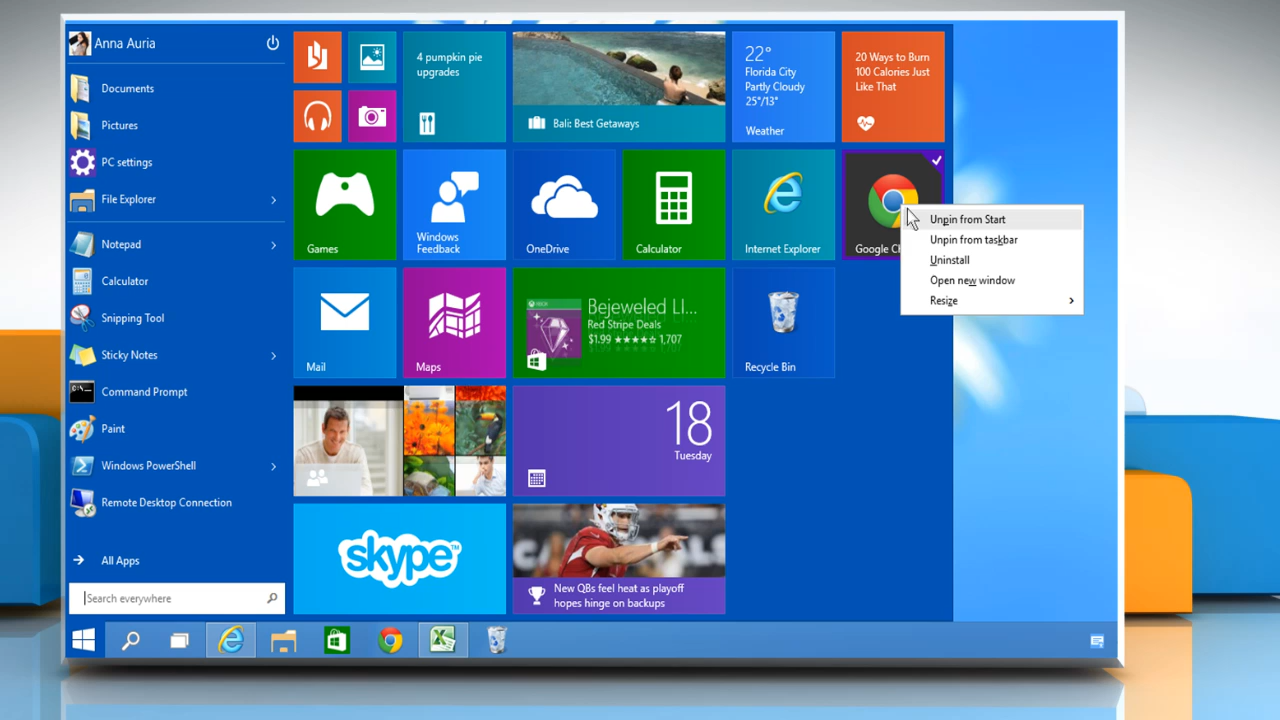 Anna Auria
Documents
Pictures
PC settings
File Explorer
Notepad
Calculator
Snipping Tool
Sticky Notes
Command Prompt
C:\
Paint
Windows PowerShell
Remote Desktop Connection
All Apps
Search everywhere
4 pumpkin pie
upgrades
Bali: Best Getaways
22°
Florida City
Partly Cloudy
25°/13°
Weather
20 Ways to Burn
100 Calories Just
Like That
Games
Windows
Feedback
OneDrive
Calculator
Internet Explorer
Google
Unpin from Start
Unpin from taskbar
Uninstall
Open new window
Resize
Mail
Maps
XBOX
Bejeweled LI...
Red Stripe Deals
$1.99 ★★★★☆ 1,707
Recycle Bin
18
Tuesday
skype™
New QBs feel heat as playoff
hopes hinge on backups